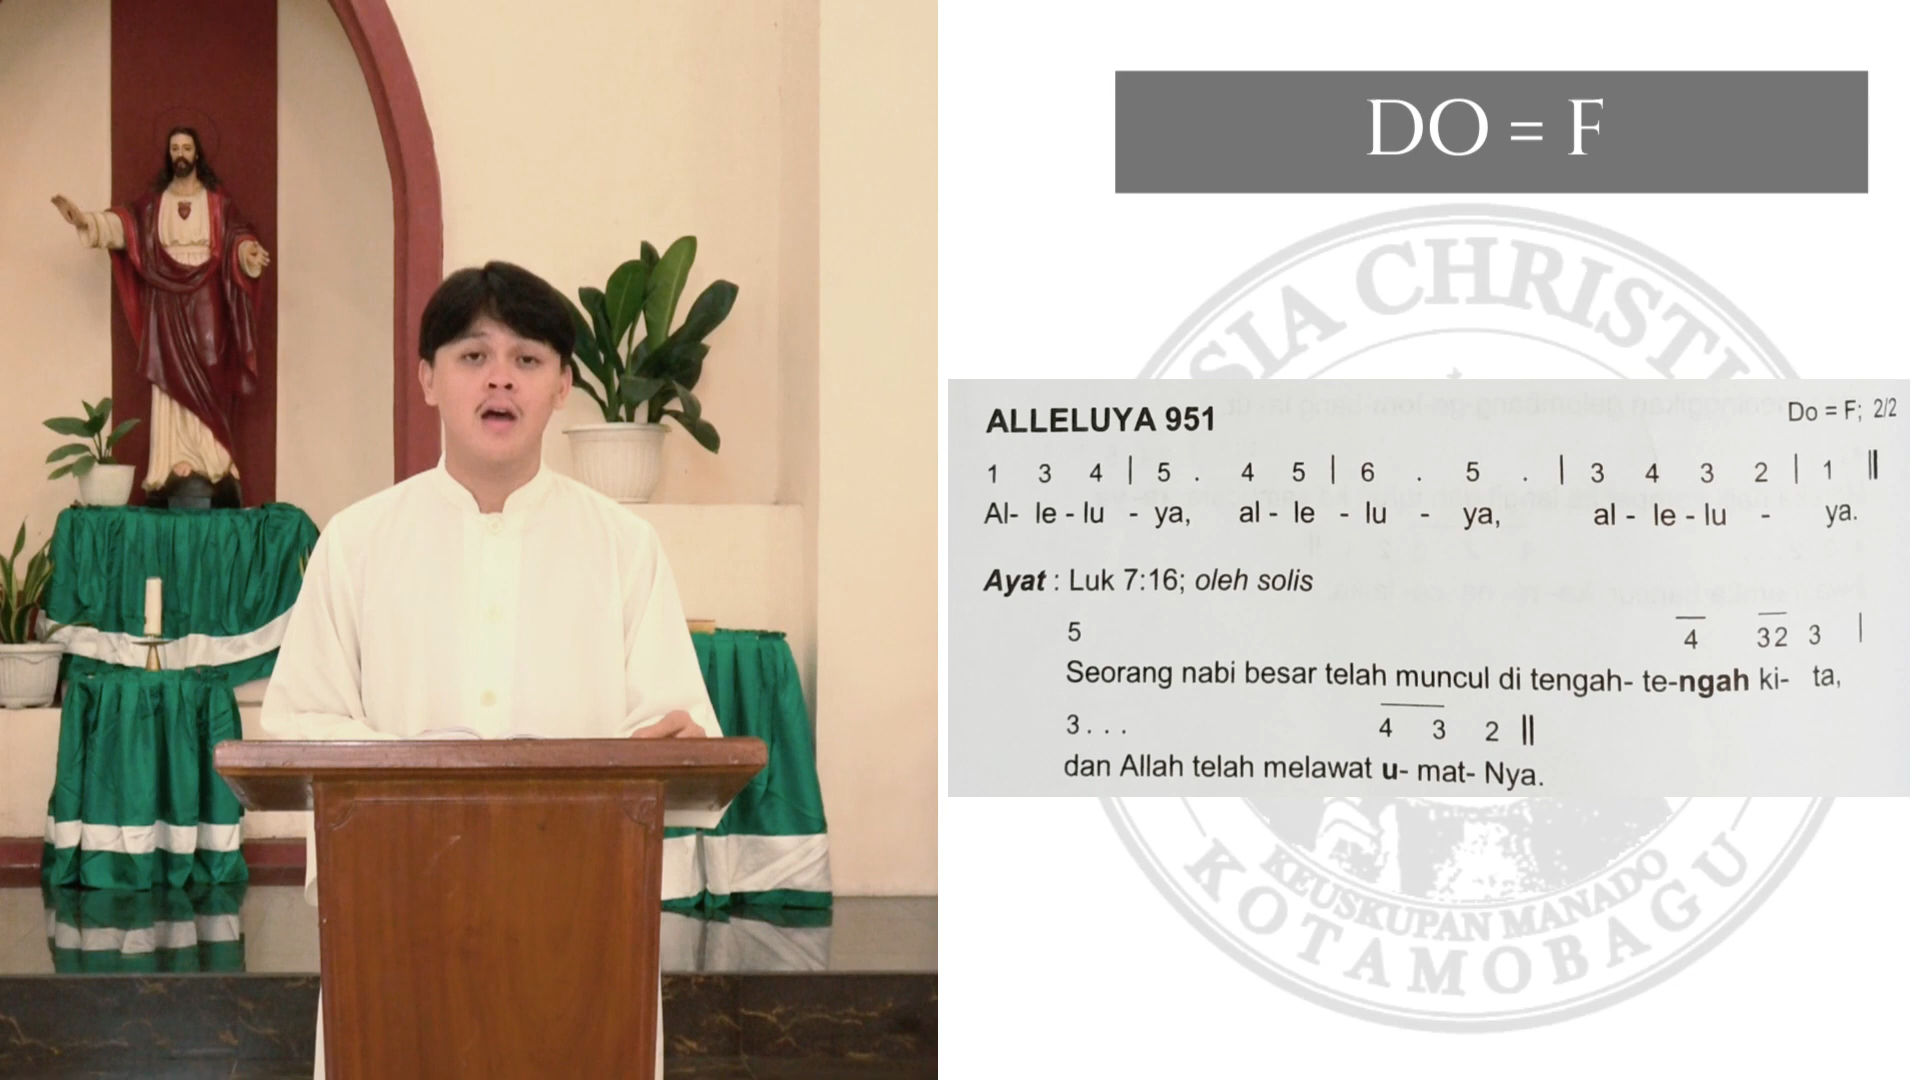 DO = F
SIA CHRISTI
ALLELUYA 951
Do = F; 2/2
1 3 4 | 5 . 4 5 | 6 . 5 . | 3 4 3 2 | 1 ||
Al- le - lu - ya, al - le - lu - ya, al - le - lu - ya.
Ayat : Luk 7:16; oleh solis
5 4 32 3 |
Seorang nabi besar telah muncul di tengah- te-ngah ki- ta,
3 . . . 4 3 2 ||
dan Allah telah melawat u- mat- Nya.
KEUSKUPAN MANADO
KOTAMOBAGU